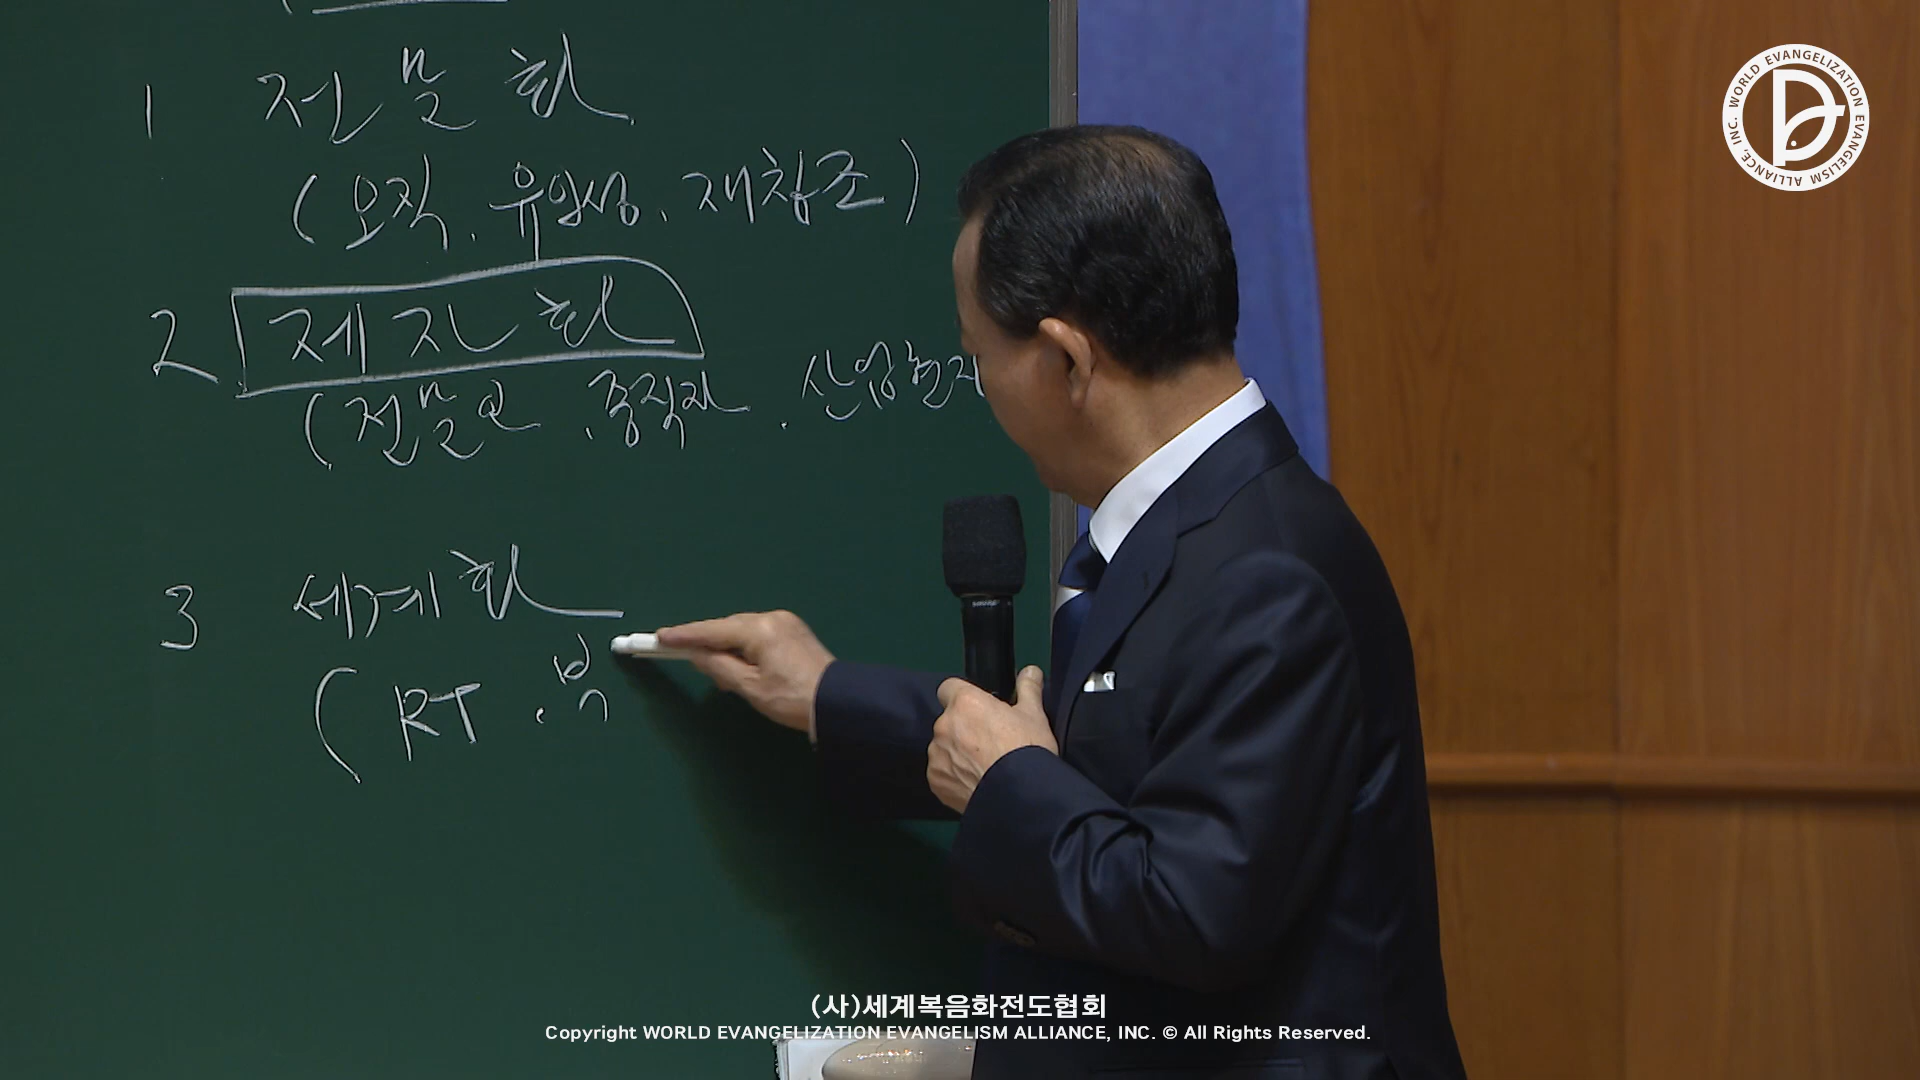 1 전문화
(오직, 유일성, 재창조)
2 제자화
(전문인, 중직자, 산업현
3 세계화
(RT,
WORLD EVANGELIZATION EVANGELISM ALLIANCE, INC.
(사)세계복음화전도협회
Copyright WORLD EVANGELIZATION EVANGELISM ALLIANCE, INC. © All Rights Reserved.